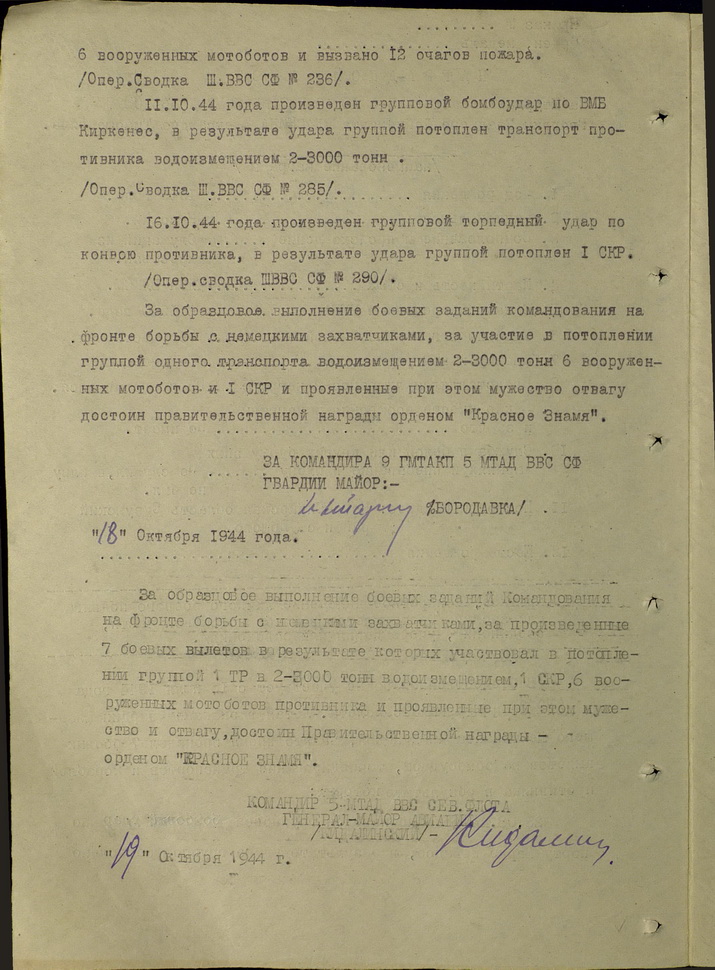 6 вооруженных мотоботов и вызвано 12 очагов пожара.
/Опер.Сводка Ш.ВВС СФ № 236/.
II.IO.44 года произведен групповой бомбоудар по ВМБ
Киркенес, в результате удара группой потоплен транспорт про-
тивника водоизмещением 2-3000 тонн .
/Опер.Сводка Ш.ВВС СФ № 285/.
I6.IO.44 года произведен групповой торпедный удар по
конвою противника, в результате удара группой потоплен I СКР.
/Опер.сводка ШВВС СФ № 290/.
За образцовое выполнение боевых заданий командования на
фронте борьбы с немецкими захватчиками, за участие в потоплении
группой одного транспорта водоизмещением 2-3000 тонн 6 вооружен-
ных мотоботов и I СКР и проявленные при этом мужество отвагу
достоин правительственной награды орденом "Красное Знамя".
ЗА КОМАНДИРА 9 ГМТАКП 5 МТАД ВВС СФ
ГВАРДИИ МАЙОР:-
/БОРОДАВКА/
"18" Октября 1944 года.
За образцовое выполнение боевых заданий Командования
на фронте борьбы с немецкими захватчиками,за произведенные
7 боевых вылетов в результате которых участвовал в потопле-
нии группой 1 ТР в 2-3000 тонн водоизмещением,1 СКР,6 воо-
руженных мотоботов противника и проявленные при этом муже-
ство и отвагу,достоин Правительственной награды -
орденом "КРАСНОЕ ЗНАМЯ".
КОМАНДИР 5-МТАД ВВС СЕВ.ФЛОТА
ГЕНЕРАЛ-МАЙОР АВИАЦИИ
/КИДАЛИНСКИЙ/-
"19" Октября 1944 г.